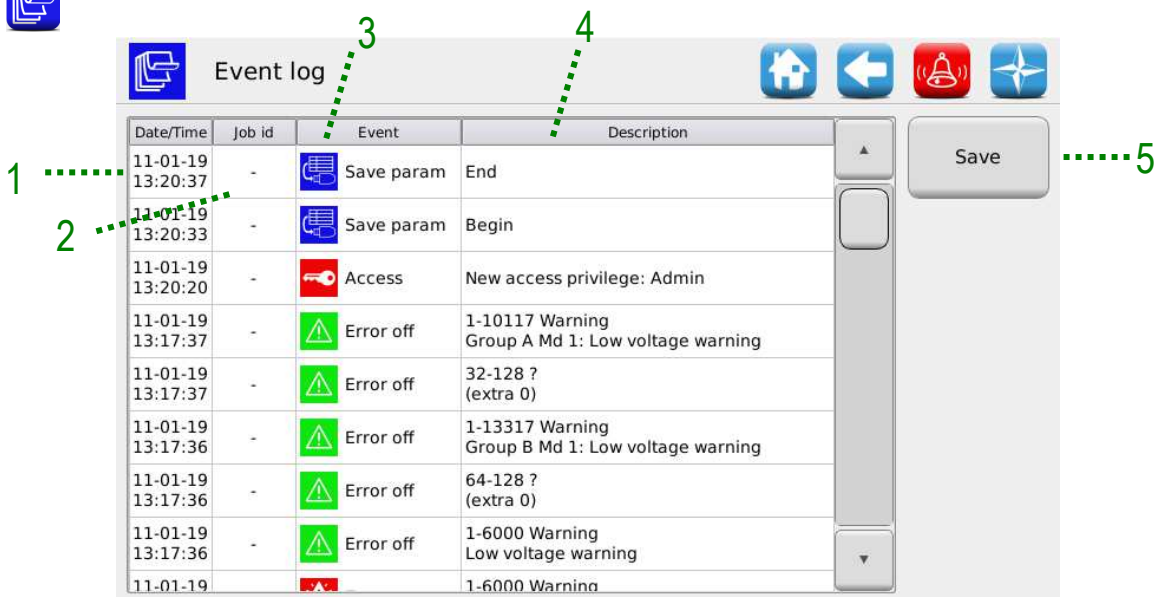 3
4
Event log
Date/Time Job id Event Description
1
11-01-19
13:20:37 - Save param End
Save
5
2
11-01-19
13:20:33 - Save param Begin
11-01-19
13:20:20 - Access New access privilege: Admin
11-01-19
13:17:37 - Error off 1-10117 Warning
Group A Md 1: Low voltage warning
11-01-19
13:17:37 - Error off 32-128 ?
(extra 0)
11-01-19
13:17:36 - Error off 1-13317 Warning
Group B Md 1: Low voltage warning
11-01-19
13:17:36 - Error off 64-128 ?
(extra 0)
11-01-19
13:17:36 - Error off 1-6000 Warning
Low voltage warning
11-01-19 1-6000 Warning